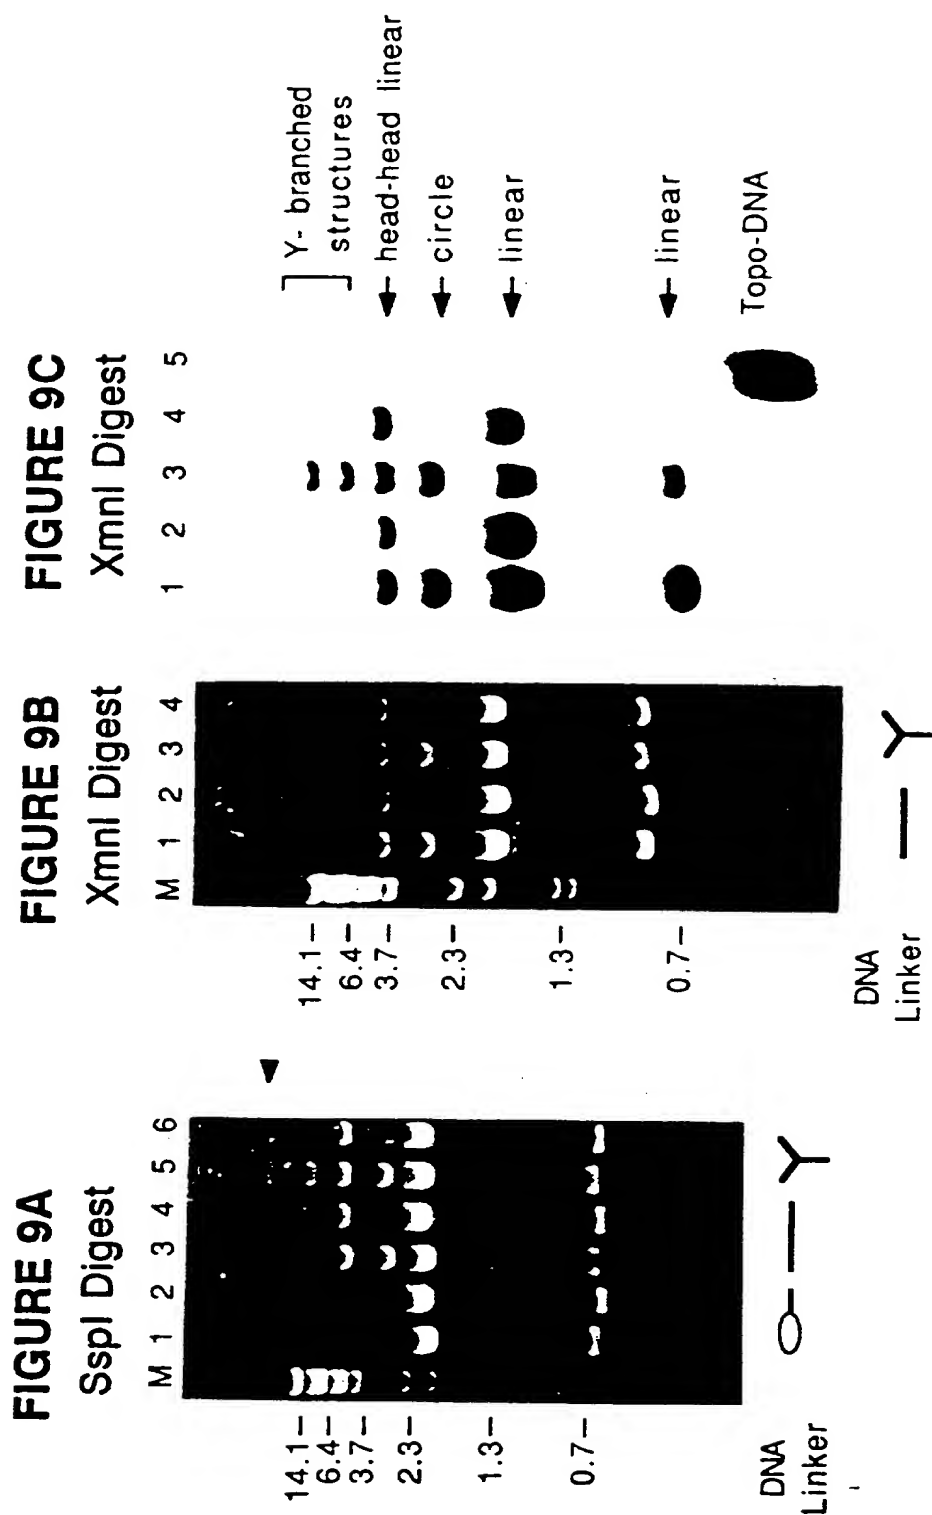 FIGURE 9A
SspI Digest
M 1 2 3 4 5 6
14.1
6.4
3.7
2.3
1.3
0.7
DNA
Linker
FIGURE 9B
XmnI Digest
M 1 2 3 4
14.1
6.4
3.7
2.3
1.3
0.7
DNA
Linker
FIGURE 9C
XmnI Digest
1 2 3 4 5
Y- branched
structures
head-head linear
circle
linear
linear
Topo-DNA